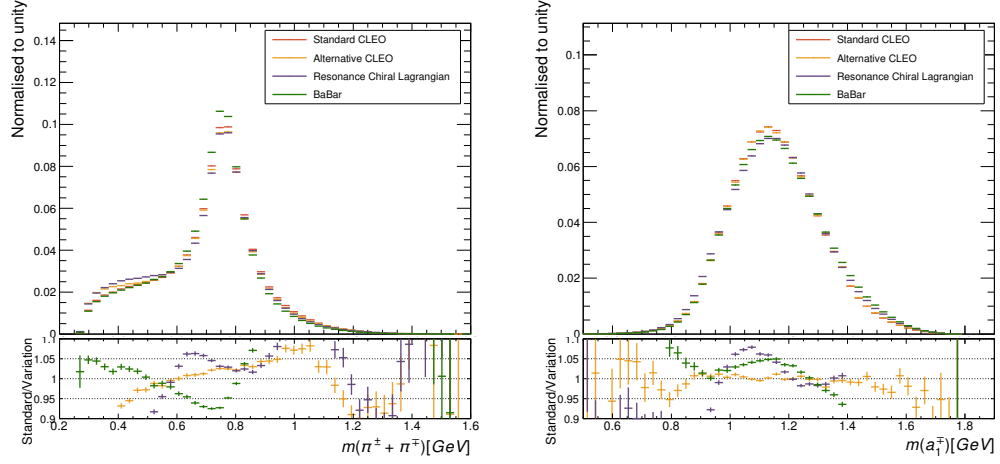 Normalised to unity
0.14
0.12
0.1
0.08
0.06
0.04
0.02
0
Standard CLEO
Alternative CLEO
Resonance Chiral Lagrangian
BaBar
Standard/Variation
1.05
1
0.95
0.9
0.2 0.4 0.6 0.8 1 1.2 1.4 1.6
m(π± + π∓)[GeV]
Normalised to unity
0.1
0.08
0.06
0.04
0.02
0
Standard CLEO
Alternative CLEO
Resonance Chiral Lagrangian
BaBar
Standard/Variation
1.1
1.05
1
0.95
0.9
0.6 0.8 1 1.2 1.4 1.6 1.8
m(a₁∓)[GeV]